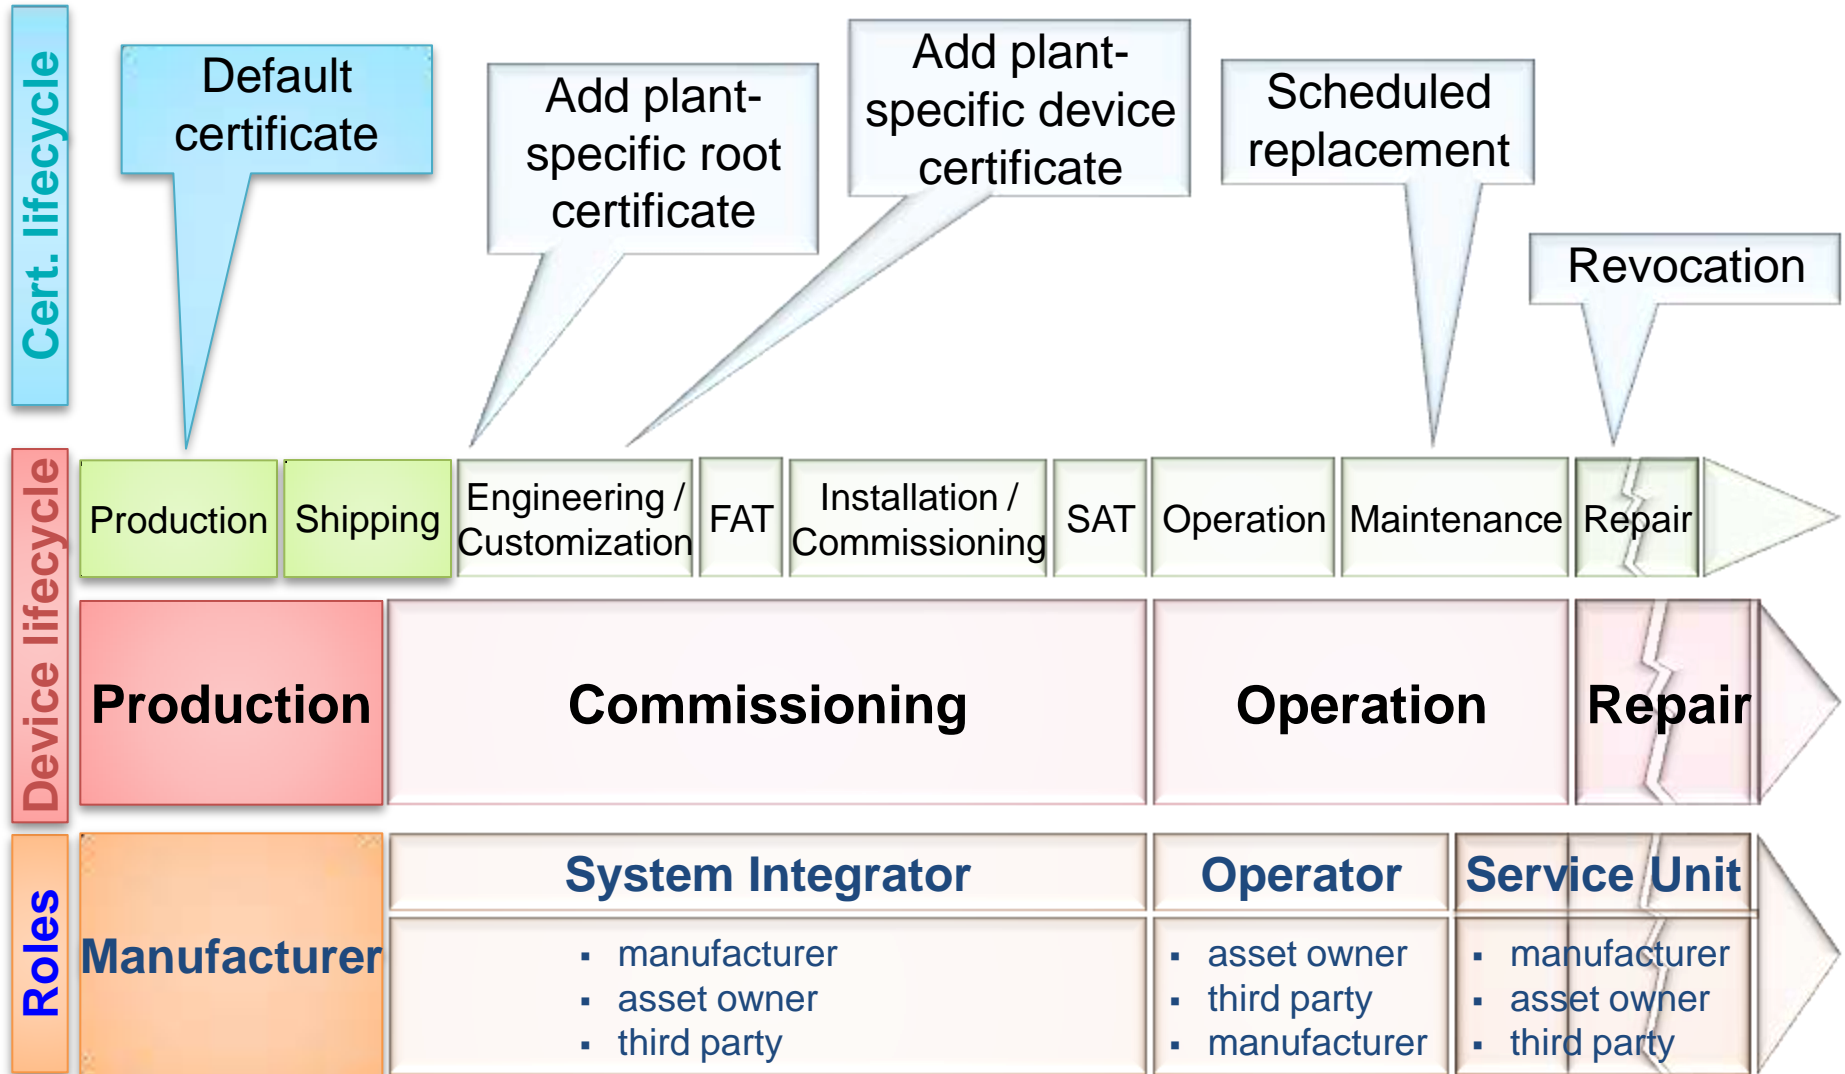 Cert. lifecycle
Default
certificate
Add plant-
specific root
certificate
Add plant-
specific device
certificate
Scheduled
replacement
Revocation
Device lifecycle
Production
Shipping
Engineering /
Customization
FAT
Installation /
Commissioning
SAT
Operation
Maintenance
Repair
Production
Commissioning
Operation
Repair
Roles
Manufacturer
System Integrator
▪ manufacturer
▪ asset owner
▪ third party
Operator
▪ asset owner
▪ third party
▪ manufacturer
Service Unit
▪ manufacturer
▪ asset owner
▪ third party